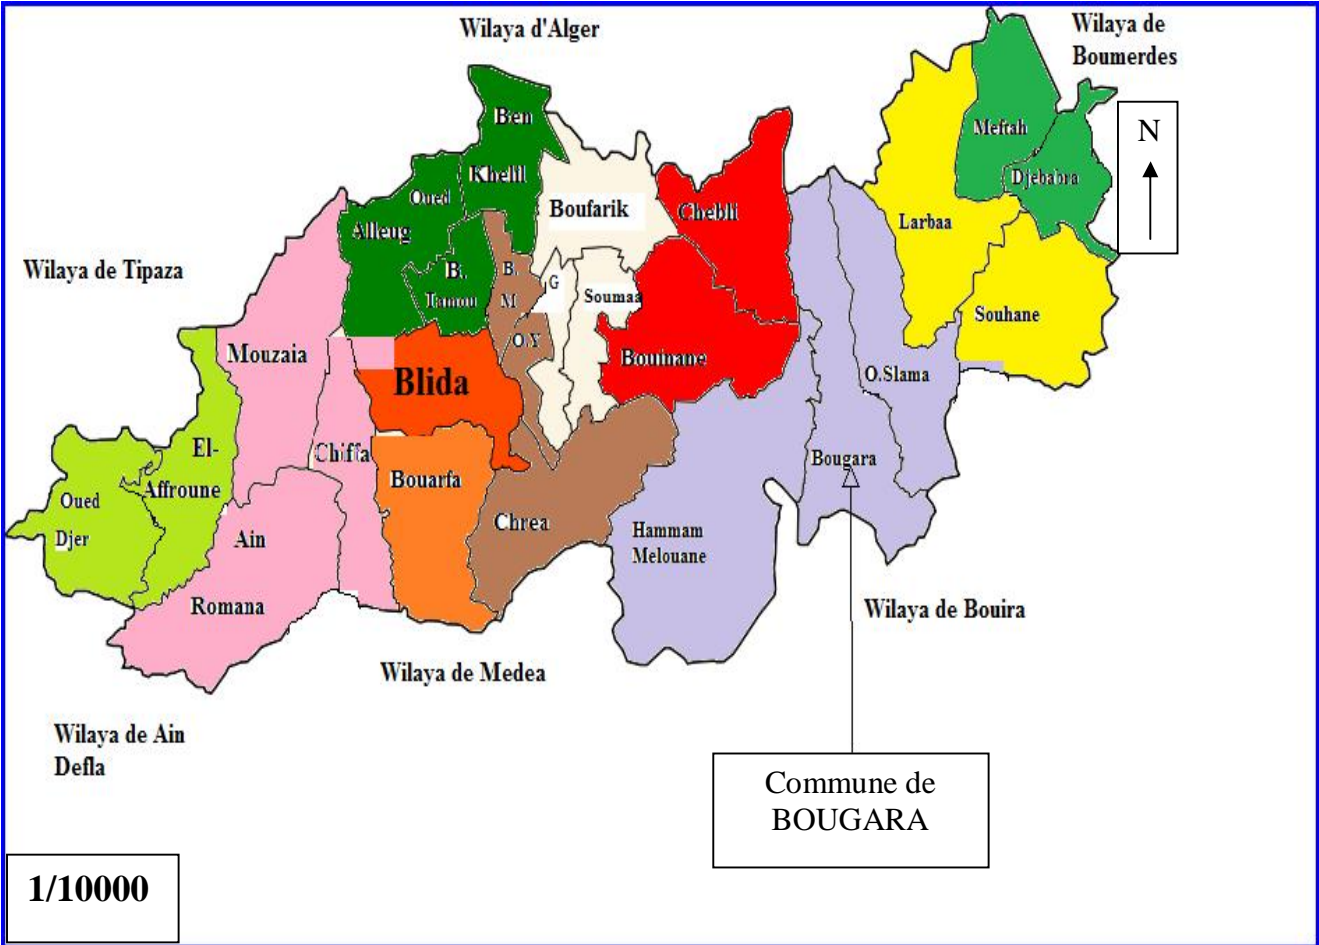 Wilaya d'Alger
Wilaya de
Boumerdes
N
Ben
Khelil
Oued
Alleug
B.
Tamou
B.
M
O.Y
G
Boufarik
Soumaa
Chebli
Bouinane
Meftah
Djebabra
Larbaa
Souhane
O.Slama
Bougara
Wilaya de Tipaza
Mouzaia
Blida
Chiffa
El-
Affroune
Oued
Djer
Ain
Romana
Bouarfa
Chrea
Hammam
Melouane
Wilaya de Bouira
Wilaya de Medea
Wilaya de Ain
Defla
Commune de
BOUGARA
1/10000